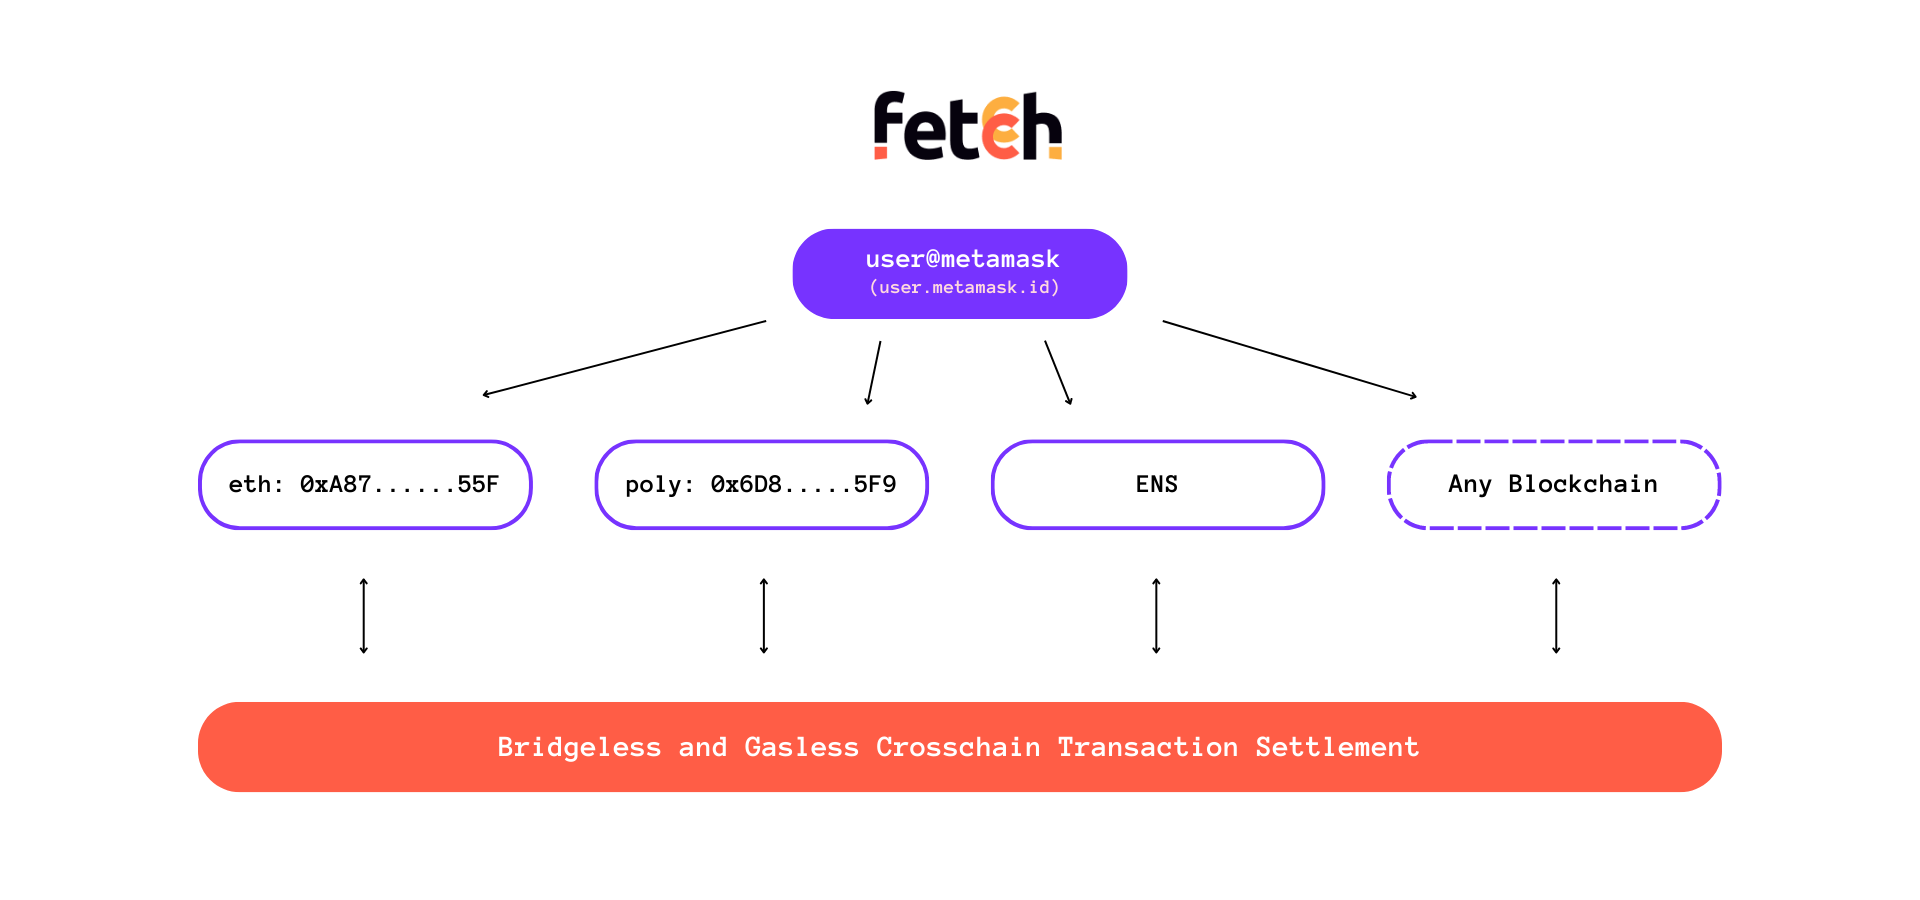 fetch
user@metamask
(user.metamask.id)
eth: 0xA87......55F
poly: 0x6D8.....5F9
ENS
Any Blockchain
Bridgeless and Gasless Crosschain Transaction Settlement